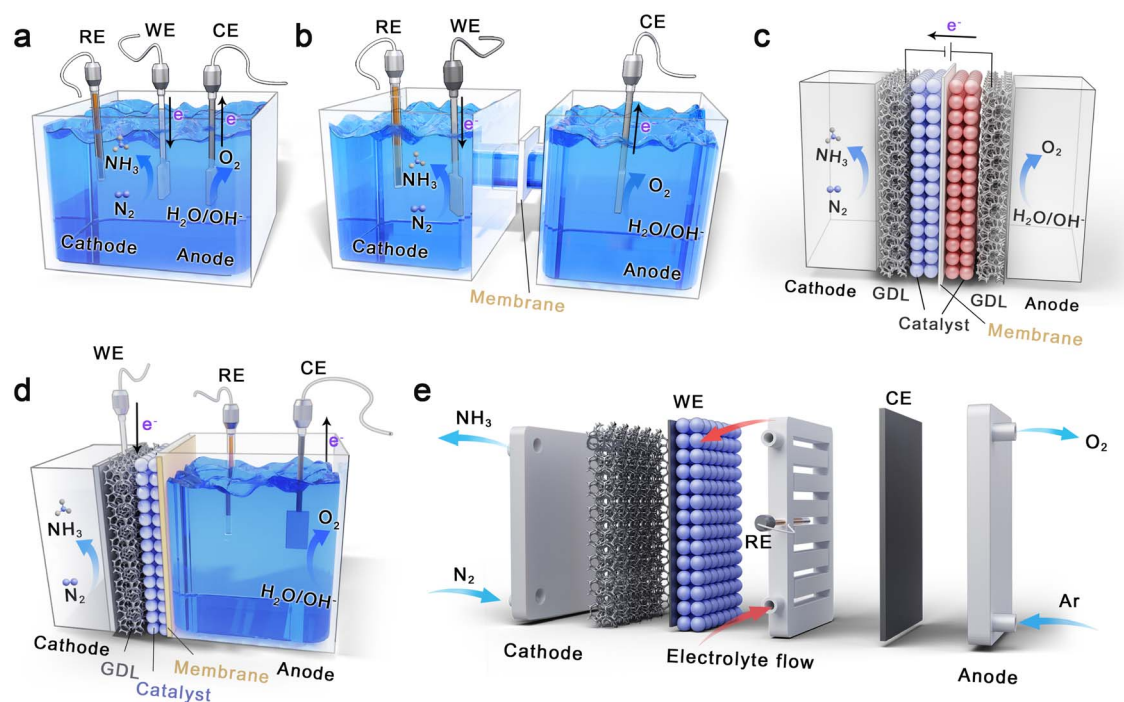 a
RE
WE
CE
e-
e-
NH3
O2
N2
H2O/OH-
Cathode
Anode
b
RE
WE
CE
e-
e
NH3
O2
N2
H2O/OH-
Cathode
Anode
Membrane
c
e-
NH3
O2
N2
H2O/OH-
Cathode
GDL
GDL
Anode
Catalyst
Membrane
d
WE
RE
CE
e-
e-
NH3
O2
N2
H2O/OH-
Cathode
GDL
Membrane
Anode
Catalyst
e
NH3
WE
CE
O2
RE
N2
Ar
Cathode
Electrolyte flow
Anode